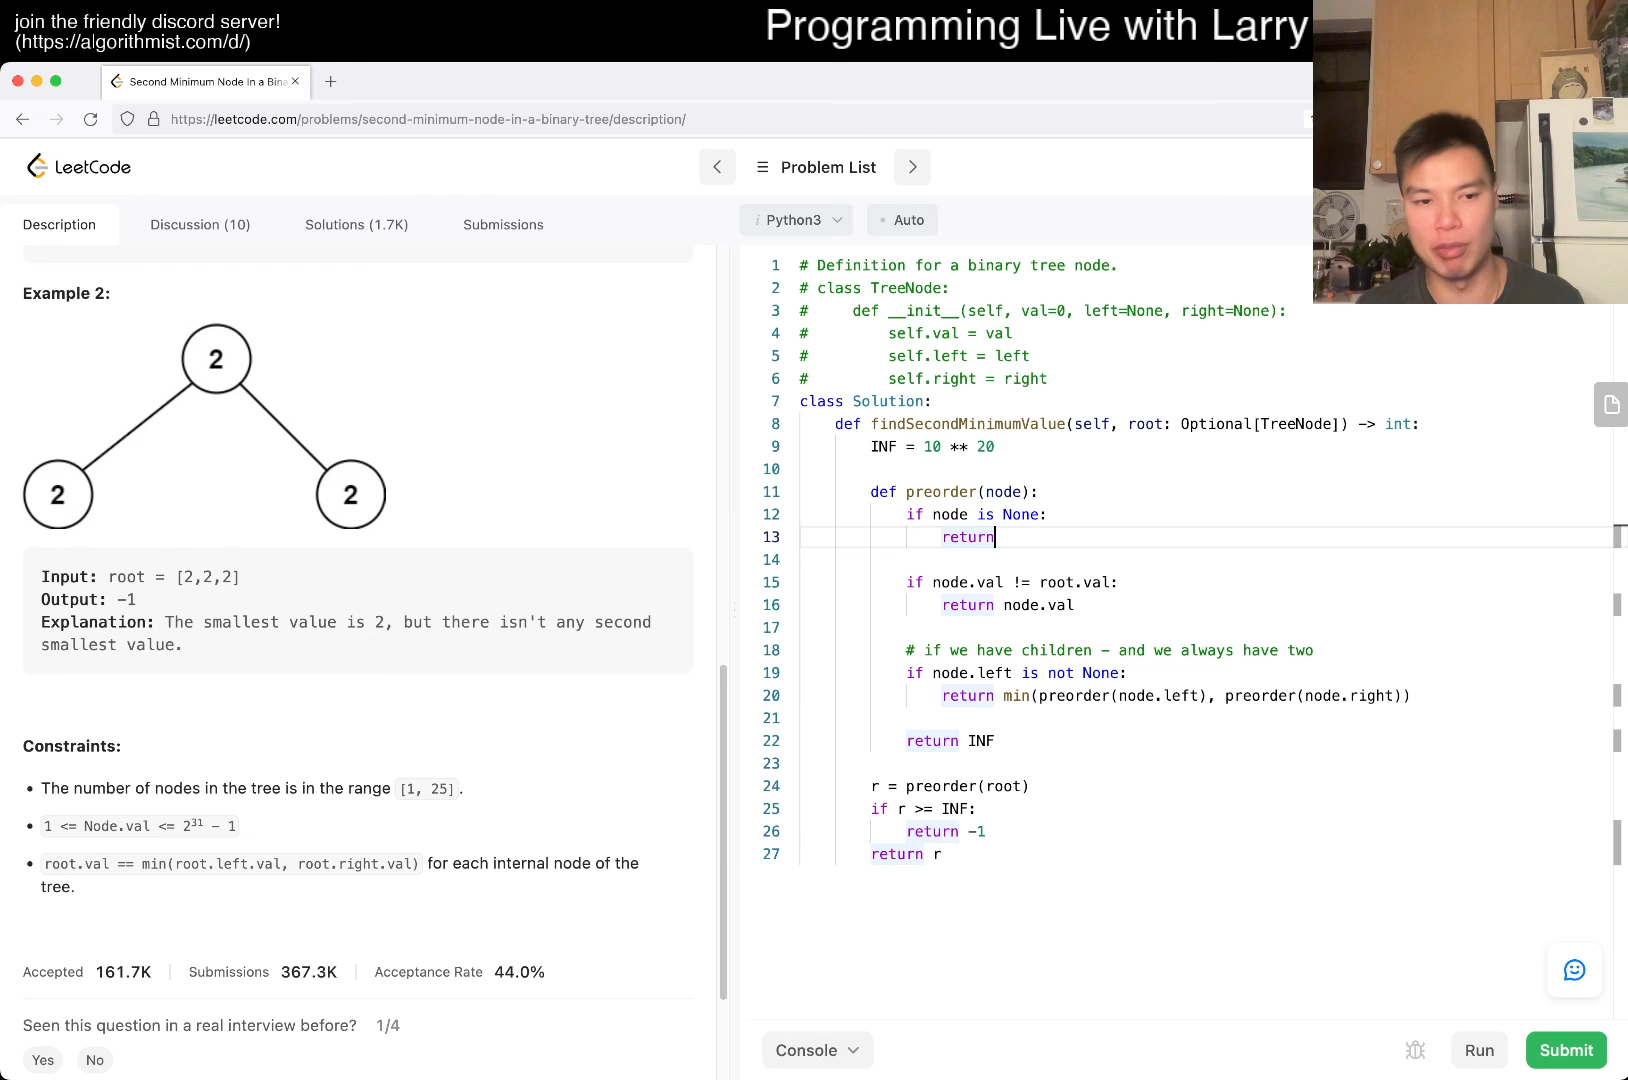 join the friendly discord server!
(https://algorithmist.com/d/)
Programming Live with Larry
Second Minimum Node In a Bina
https://leetcode.com/problems/second-minimum-node-in-a-binary-tree/description/
LeetCode
Problem List
Description
Discussion (10)
Solutions (1.7K)
Submissions
i Python3
Auto
Example 2:
2
2
2
Input: root = [2,2,2]
Output: -1
Explanation: The smallest value is 2, but there isn't any second
smallest value.
Constraints:
• The number of nodes in the tree is in the range [1, 25].
• 1 <= Node.val <= 2³¹ - 1
• root.val == min(root.left.val, root.right.val) for each internal node of the
tree.
Accepted 161.7K
Submissions 367.3K
Acceptance Rate 44.0%
Seen this question in a real interview before? 1/4
Yes
No
1 # Definition for a binary tree node.
2 # class TreeNode:
3 #     def __init__(self, val=0, left=None, right=None):
4 #         self.val = val
5 #         self.left = left
6 #         self.right = right
7 class Solution:
8     def findSecondMinimumValue(self, root: Optional[TreeNode]) -> int:
9         INF = 10 ** 20
10
11         def preorder(node):
12             if node is None:
13                 return
14
15             if node.val != root.val:
16                 return node.val
17
18             # if we have children - and we always have two
19             if node.left is not None:
20                 return min(preorder(node.left), preorder(node.right))
21
22             return INF
23
24         r = preorder(root)
25         if r >= INF:
26             return -1
27         return r
Console
Run
Submit